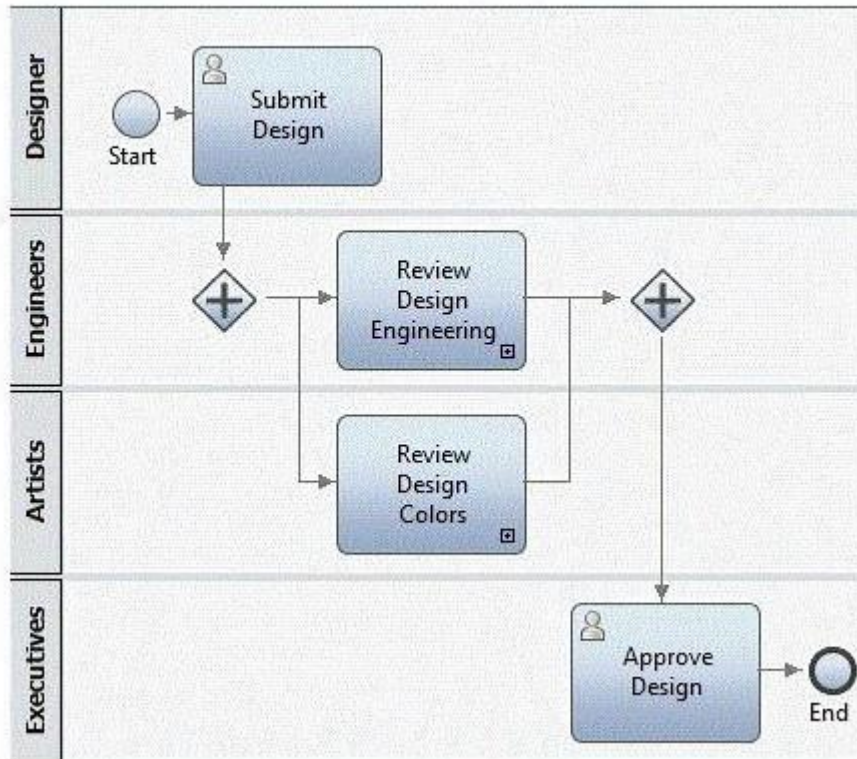 Designer
Start
Submit
Design
Engineers
Review
Design
Engineering
Artists
Review
Design
Colors
Executives
Approve
Design
End